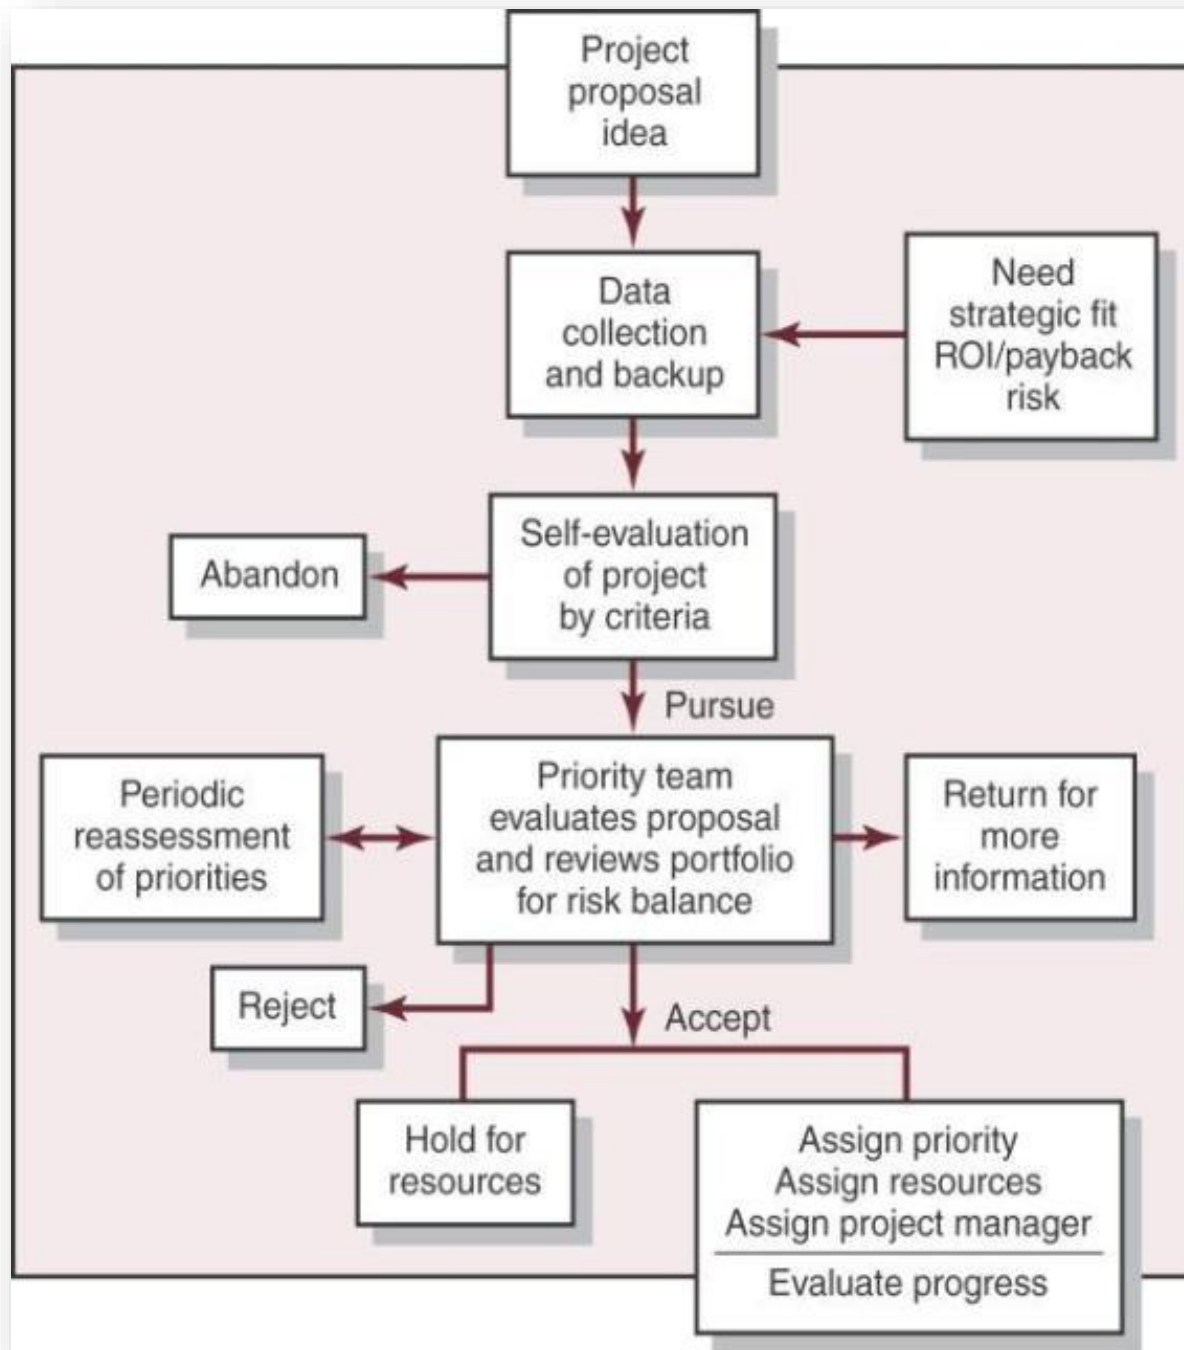 Project
proposal
idea
Data
collection
and backup
Need
strategic fit
ROI/payback
risk
Self-evaluation
of project
by criteria
Abandon
Pursue
Periodic
reassessment
of priorities
Priority team
evaluates proposal
and reviews portfolio
for risk balance
Return for
more
information
Reject
Accept
Hold for
resources
Assign priority
Assign resources
Assign project manager
Evaluate progress